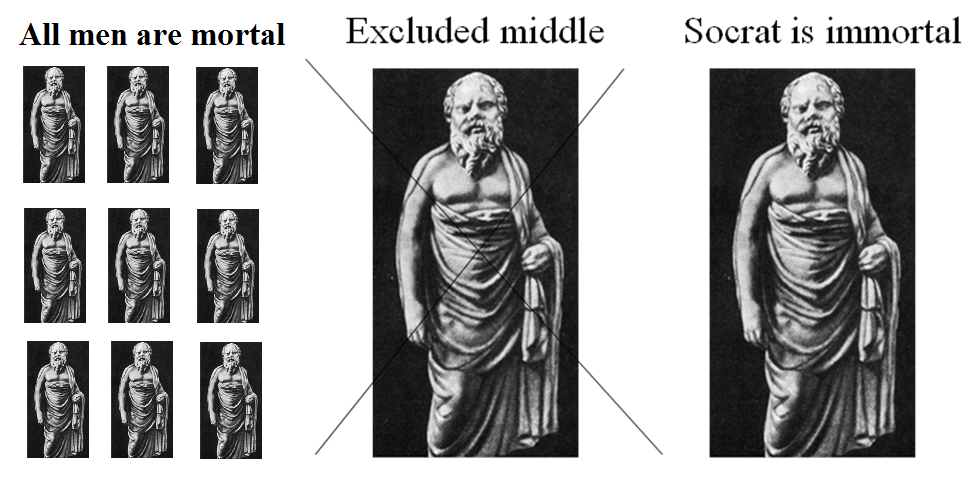 All men are mortal
Excluded middle
Socrat is immortal